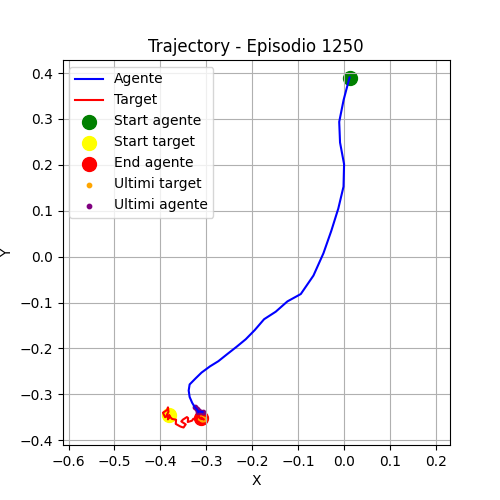 Trajectory - Episodio 1250
Agente
Target
Start agente
Start target
End agente
Ultimi target
Ultimi agente
0.4
0.3
0.2
0.1
0.0
−0.1
−0.2
−0.3
−0.4
Y
−0.6 −0.5 −0.4 −0.3 −0.2 −0.1 0.0 0.1 0.2
X